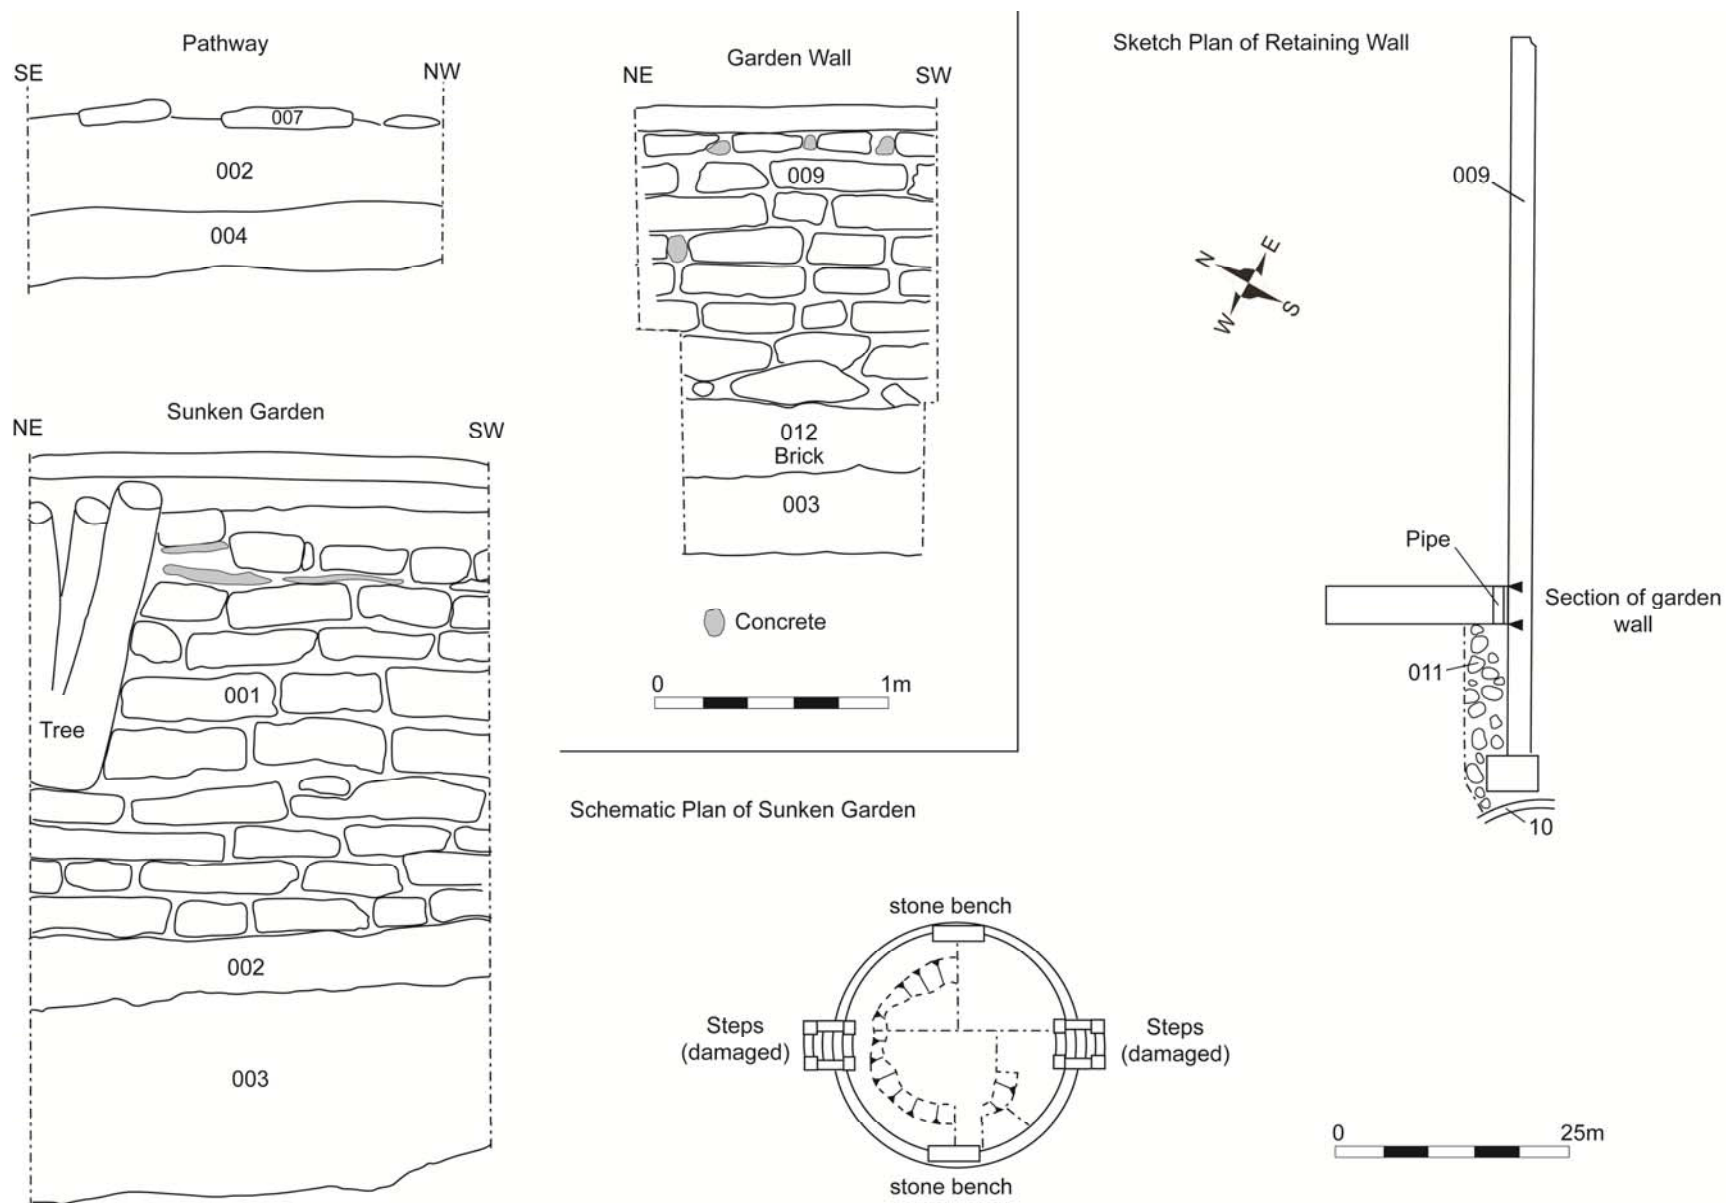 Pathway
SE
NW
007
002
004
Garden Wall
NE
SW
009
012
Brick
003
Concrete
0
1m
Sketch Plan of Retaining Wall
009
N
E
W
S
Pipe
Section of garden
wall
011
10
Sunken Garden
NE
SW
001
Tree
002
003
Schematic Plan of Sunken Garden
stone bench
Steps
(damaged)
Steps
(damaged)
stone bench
0
25m